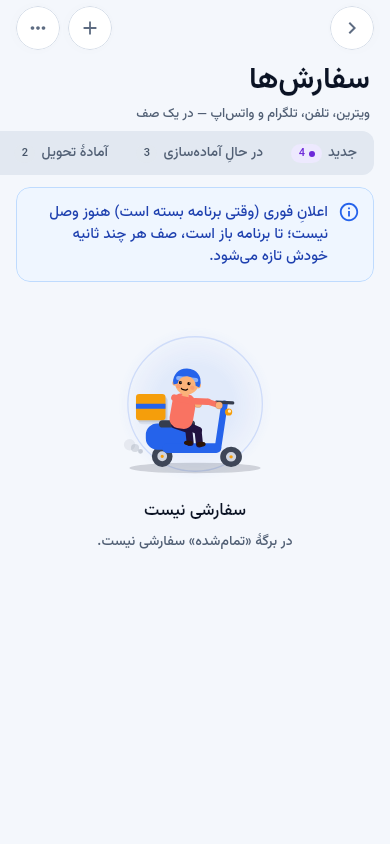 سفارش‌ها
ویترین، تلفن، تلگرام و واتس‌اپ — در یک صف
جدید 4 در حالِ آماده‌سازی 3 آمادهٔ تحویل 2
اعلانِ فوری (وقتی برنامه بسته است) هنوز وصل
نیست؛ تا برنامه باز است، صف هر چند ثانیه
خودش تازه می‌شود.
سفارشی نیست
در برگهٔ «تمام‌شده» سفارشی نیست.